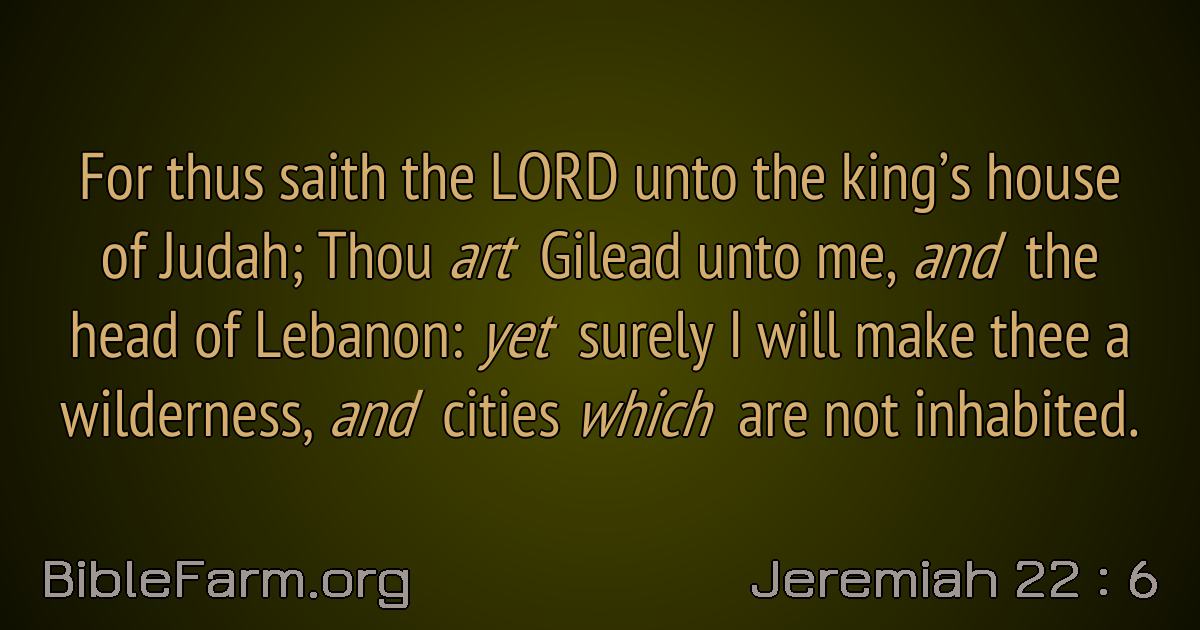 For thus saith the LORD unto the king’s house
of Judah; Thou art Gilead unto me, and the
head of Lebanon: yet surely I will make thee a
wilderness, and cities which are not inhabited.
BibleFarm.org
Jeremiah 22 : 6